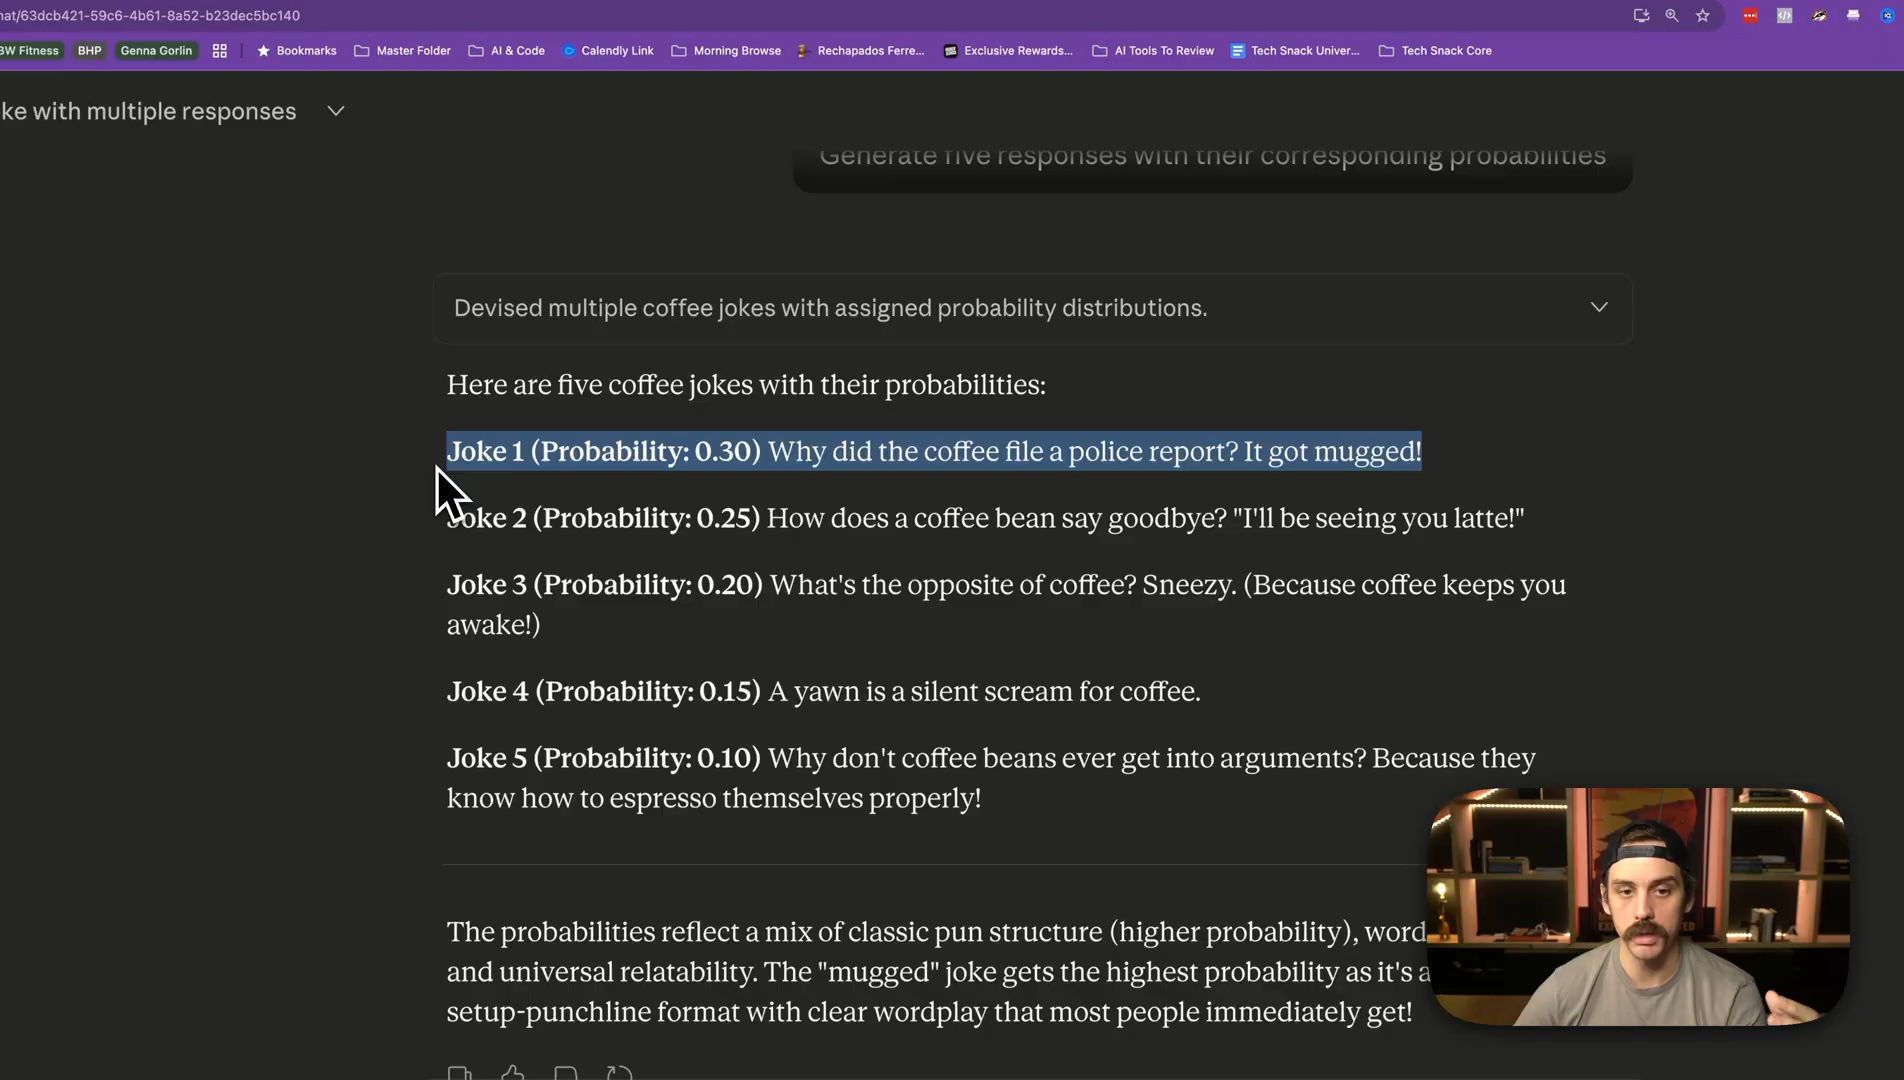 hat/63dcb421-59c6-4b61-8a52-b23dec5bc140
BW Fitness BHP Genna Gorlin Bookmarks Master Folder AI & Code Calendly Link Morning Browse Rechapados Ferre... Exclusive Rewards... AI Tools To Review Tech Snack Univer... Tech Snack Core
ke with multiple responses
Generate five responses with their corresponding probabilities
Devised multiple coffee jokes with assigned probability distributions.
Here are five coffee jokes with their probabilities:
Joke 1 (Probability: 0.30) Why did the coffee file a police report? It got mugged!
Joke 2 (Probability: 0.25) How does a coffee bean say goodbye? "I'll be seeing you latte!"
Joke 3 (Probability: 0.20) What's the opposite of coffee? Sneezy. (Because coffee keeps you
awake!)
Joke 4 (Probability: 0.15) A yawn is a silent scream for coffee.
Joke 5 (Probability: 0.10) Why don't coffee beans ever get into arguments? Because they
know how to espresso themselves properly!
The probabilities reflect a mix of classic pun structure (higher probability), word
and universal relatability. The "mugged" joke gets the highest probability as it's a
setup-punchline format with clear wordplay that most people immediately get!